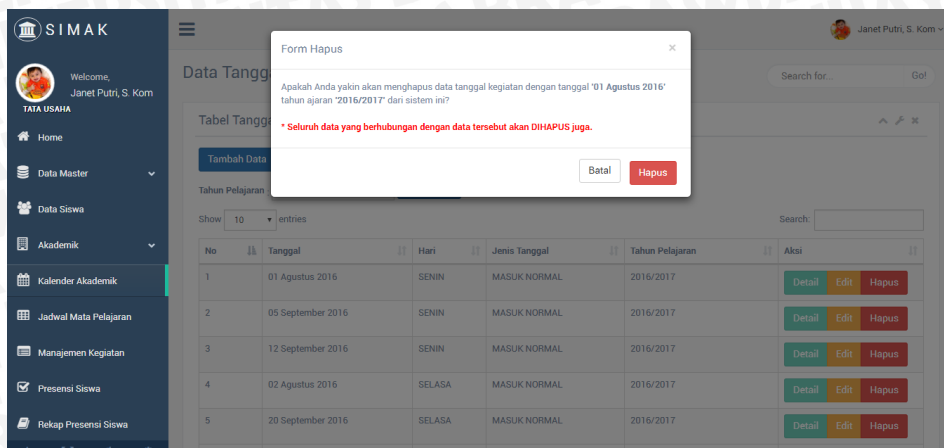 SIMAK
Janet Putri, S. Kom
Welcome,
Janet Putri, S. Kom
TATA USAHA
Home
Data Master
Data Siswa
Akademik
Kalender Akademik
Jadwal Mata Pelajaran
Manajemen Kegiatan
Presensi Siswa
Rekap Presensi Siswa
Form Hapus ×
Apakah Anda yakin akan menghapus data tanggal kegiatan dengan tanggal '01 Agustus 2016'
tahun ajaran '2016/2017' dari sistem ini?
* Seluruh data yang berhubungan dengan data tersebut akan DIHAPUS juga.
Batal Hapus
Data Tangg
Search for... Go!
Tabel Tangg
Tambah Data
Tahun Pelajaran
Show 10 entries Search:
No Tanggal Hari Jenis Tanggal Tahun Pelajaran Aksi
1 01 Agustus 2016 SENIN MASUK NORMAL 2016/2017 Detail Edit Hapus
2 05 September 2016 SENIN MASUK NORMAL 2016/2017 Detail Edit Hapus
3 12 September 2016 SENIN MASUK NORMAL 2016/2017 Detail Edit Hapus
4 02 Agustus 2016 SELASA MASUK NORMAL 2016/2017 Detail Edit Hapus
5 20 September 2016 SELASA MASUK NORMAL 2016/2017 Detail Edit Hapus